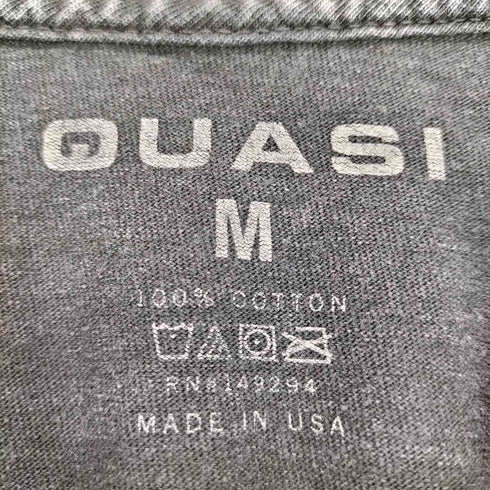 QUASI
M
100% COTTON
RN#149294
MADE IN USA